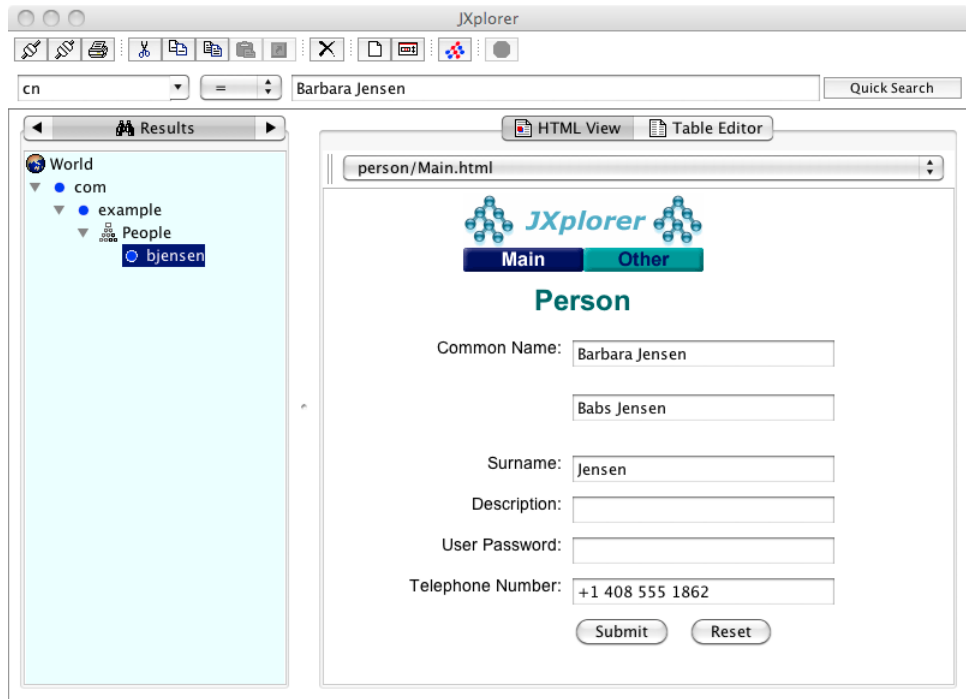 JXplorer
cn = Barbara Jensen Quick Search
Results
World
com
example
People
bjensen
HTML View Table Editor
person/Main.html
JXplorer
Main Other
Person
Common Name: Barbara Jensen
Babs Jensen
Surname: Jensen
Description:
User Password:
Telephone Number: +1 408 555 1862
Submit Reset